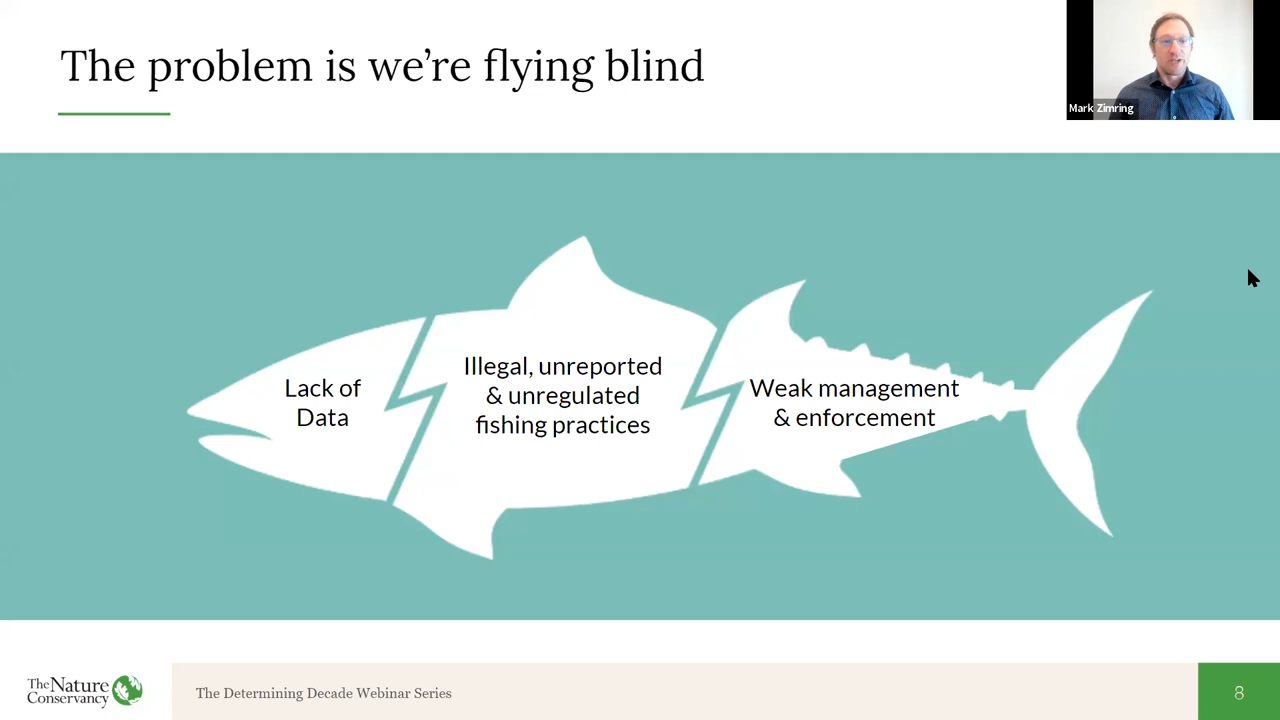 The problem is we're flying blind
Mark Zimring
Lack of
Data
Illegal, unreported
& unregulated
fishing practices
Weak management
& enforcement
The Nature
Conservancy
The Determining Decade Webinar Series
8